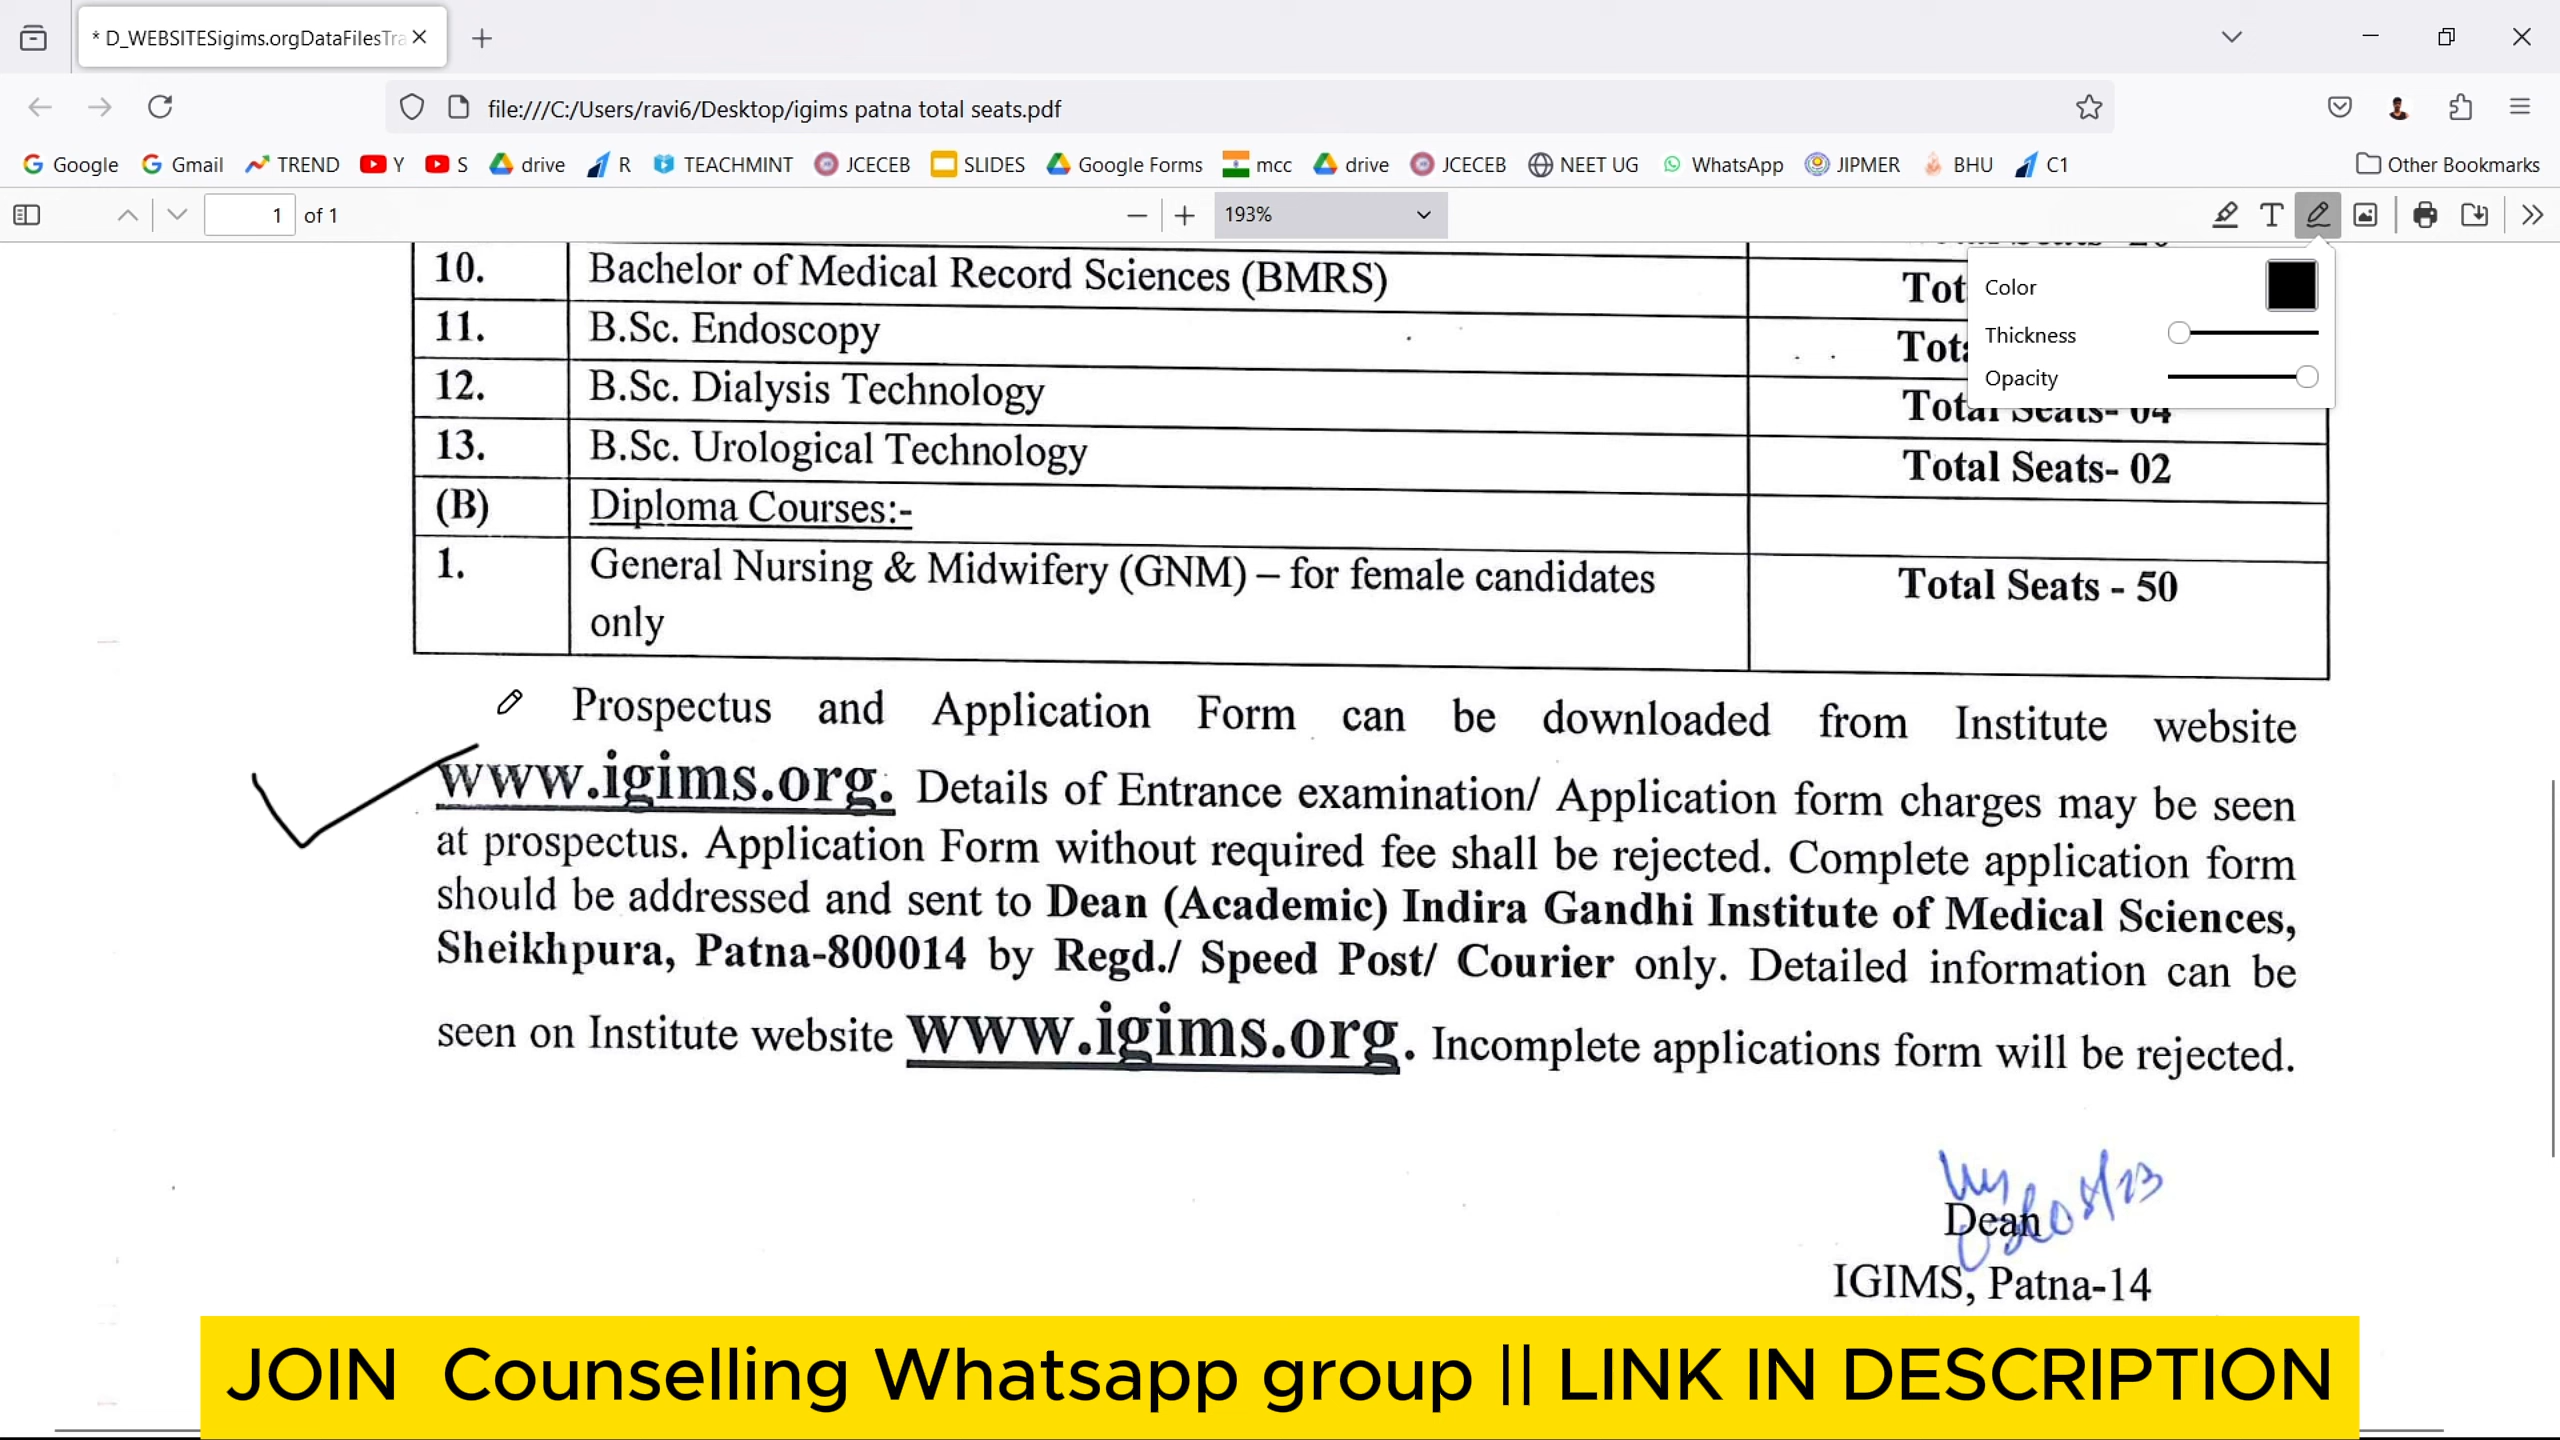 * D_WEBSITESigims.orgDataFilesTra
file:///C:/Users/ravi6/Desktop/igims patna total seats.pdf
Google Gmail TREND Y S drive R TEACHMINT JCECEB SLIDES Google Forms mcc drive JCECEB NEET UG WhatsApp JIPMER BHU C1 Other Bookmarks
1 of 1 193%
10. Bachelor of Medical Record Sciences (BMRS) Tot
11. B.Sc. Endoscopy Tota
12. B.Sc. Dialysis Technology Total Seats- 04
13. B.Sc. Urological Technology Total Seats- 02
(B) Diploma Courses:-
1. General Nursing & Midwifery (GNM) – for female candidates Total Seats - 50
only
Color
Thickness
Opacity
Prospectus and Application Form can be downloaded from Institute website
www.igims.org. Details of Entrance examination/ Application form charges may be seen
at prospectus. Application Form without required fee shall be rejected. Complete application form
should be addressed and sent to Dean (Academic) Indira Gandhi Institute of Medical Sciences,
Sheikhpura, Patna-800014 by Regd./ Speed Post/ Courier only. Detailed information can be
seen on Institute website www.igims.org. Incomplete applications form will be rejected.
Dean
IGIMS, Patna-14
JOIN Counselling Whatsapp group || LINK IN DESCRIPTION